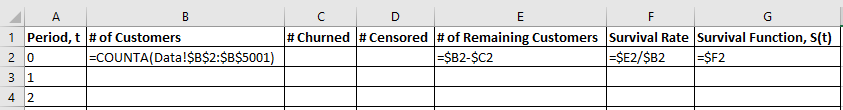 A B C D E F G
1 Period, t # of Customers # Churned # Censored # of Remaining Customers Survival Rate Survival Function, S(t)
2 0 =COUNTA(Data!$B$2:$B$5001) =$B2-$C2 =$E2/$B2 =$F2
3 1
4 2